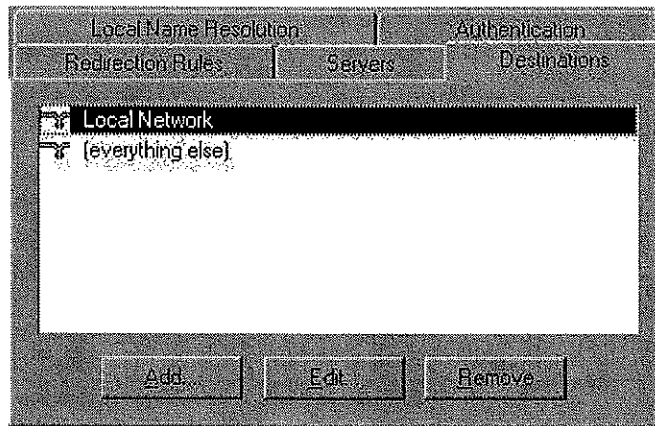 Local Name Resolution Authentication
Redirection Rules Servers Destinations
Local Network
(everything else)
Add... Edit... Remove